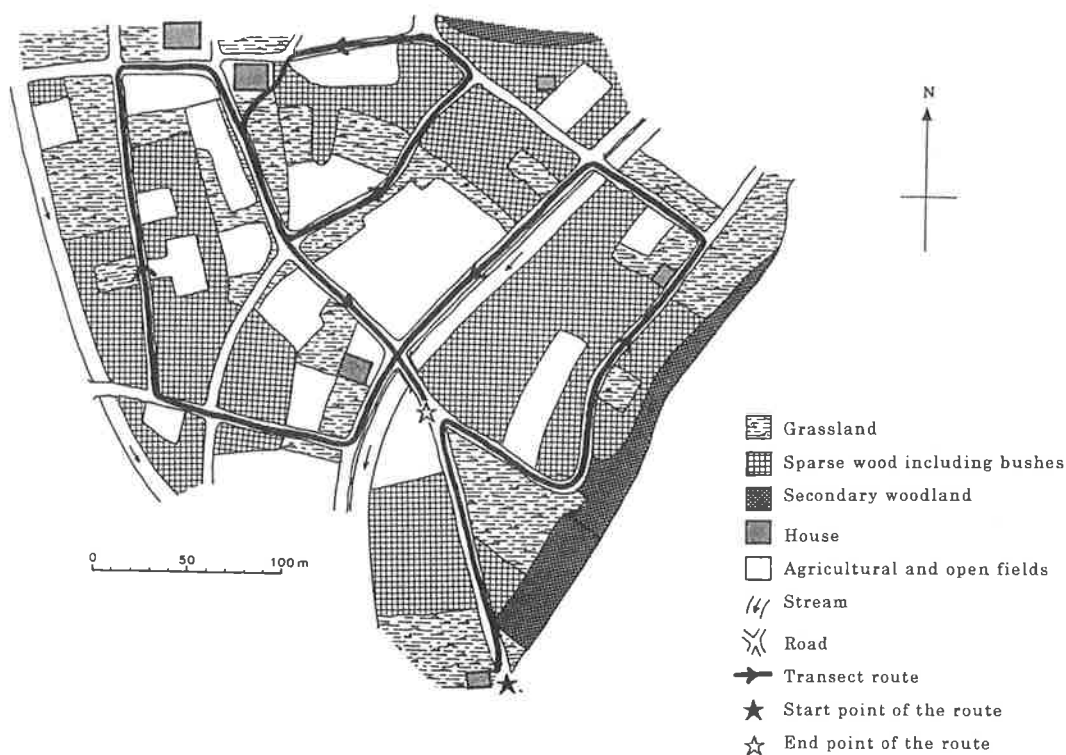 N
0 50 100 m
Grassland
Sparse wood including bushes
Secondary woodland
House
Agricultural and open fields
Stream
Road
Transect route
Start point of the route
End point of the route